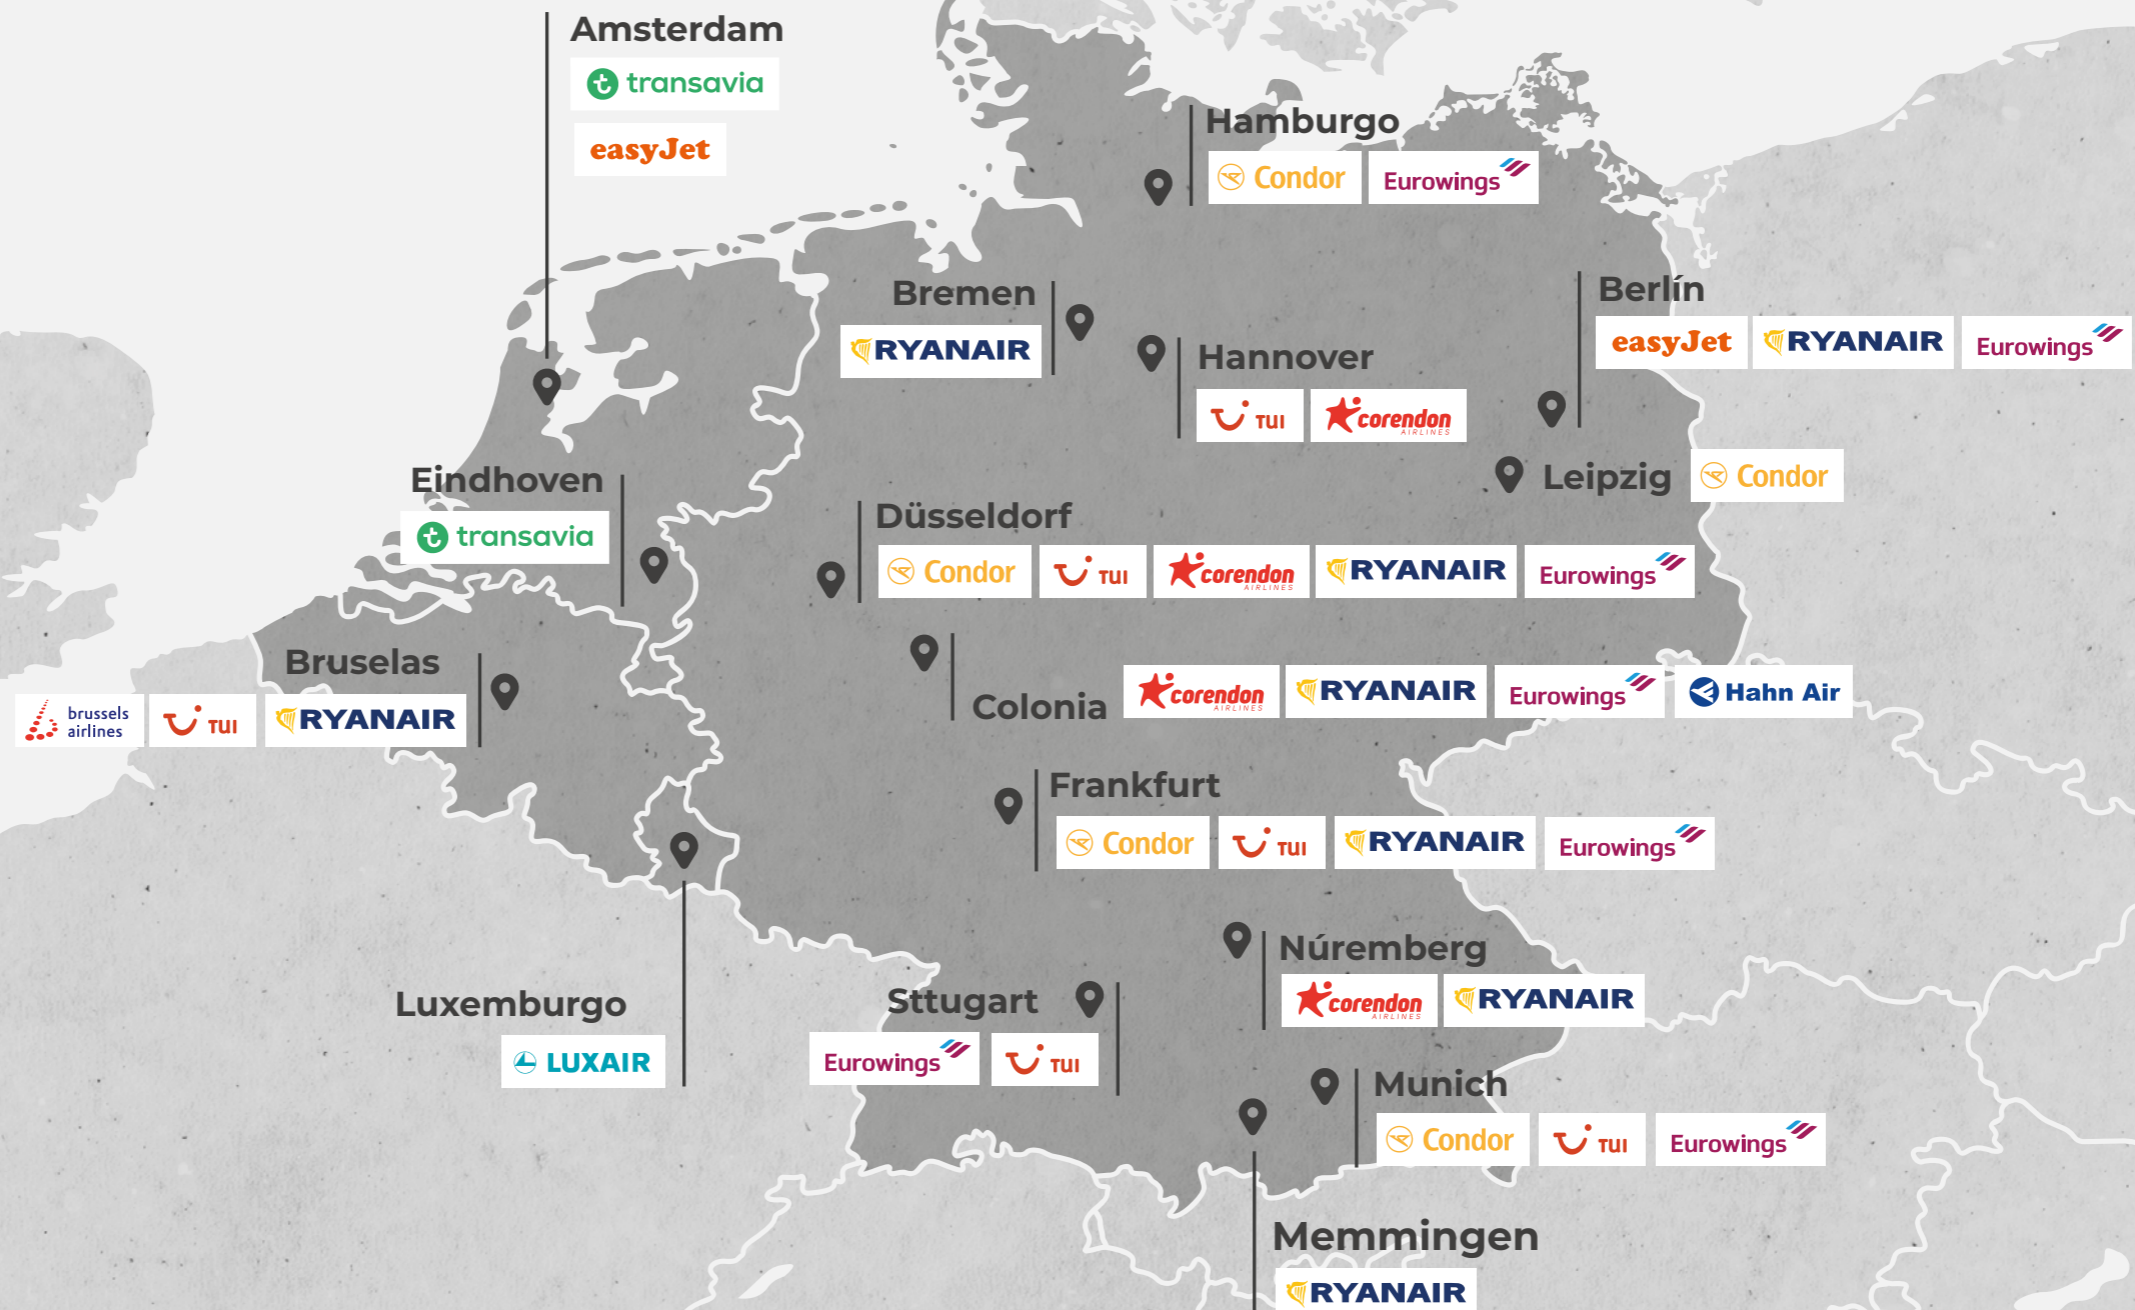 Amsterdam
transavia
easyJet
Hamburgo
Condor Eurowings
Bremen
RYANAIR
Hannover
TUI corendon AIRLINES
Berlín
easyJet RYANAIR Eurowings
Leipzig Condor
Eindhoven
transavia
Düsseldorf
Condor TUI corendon AIRLINES RYANAIR Eurowings
Bruselas
brussels airlines TUI RYANAIR
Colonia corendon AIRLINES RYANAIR Eurowings Hahn Air
Frankfurt
Condor TUI RYANAIR Eurowings
Núremberg
corendon AIRLINES RYANAIR
Luxemburgo
LUXAIR
Sttugart
Eurowings TUI
Munich
Condor TUI Eurowings
Memmingen
RYANAIR